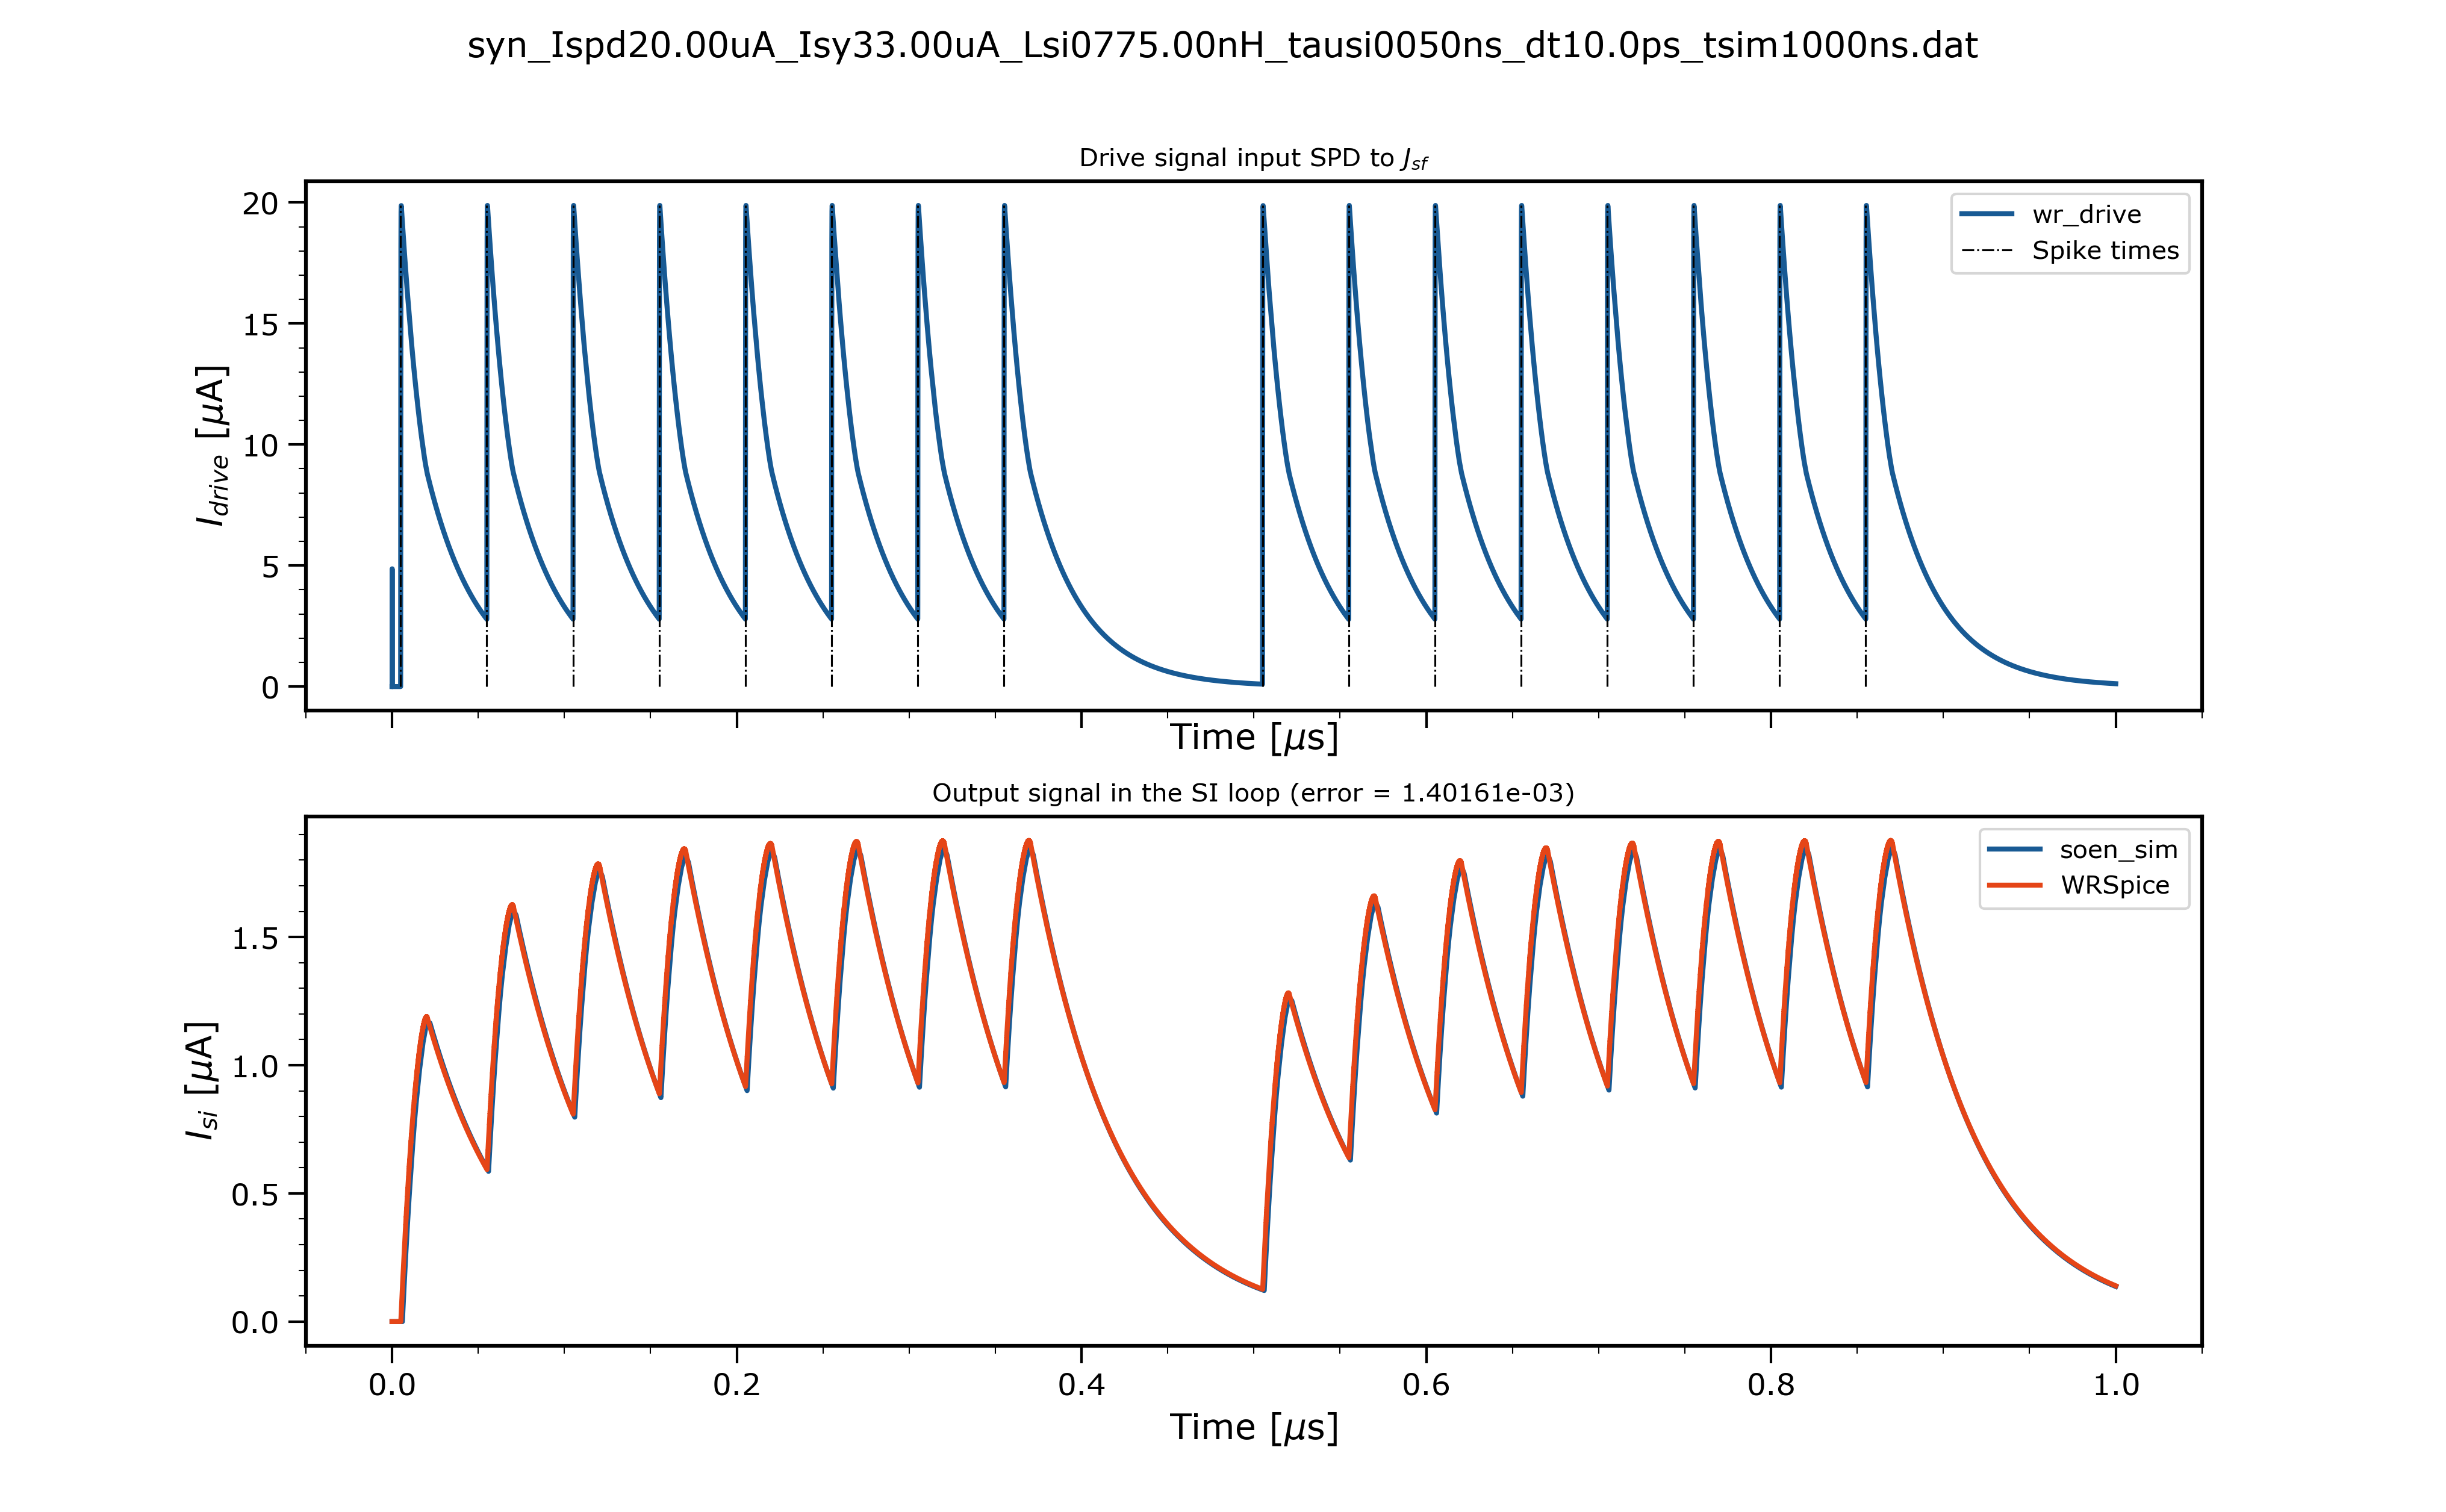 syn_Ispd20.00uA_Isy33.00uA_Lsi0775.00nH_tausi0050ns_dt10.0ps_tsim1000ns.dat
Drive signal input SPD to J_sf
I_drive [μA]
20
15
10
5
0
wr_drive
Spike times
Time [μs]
Output signal in the SI loop (error = 1.40161e-03)
I_si [μA]
1.5
1.0
0.5
0.0
soen_sim
WRSpice
0.0 0.2 0.4 0.6 0.8 1.0
Time [μs]